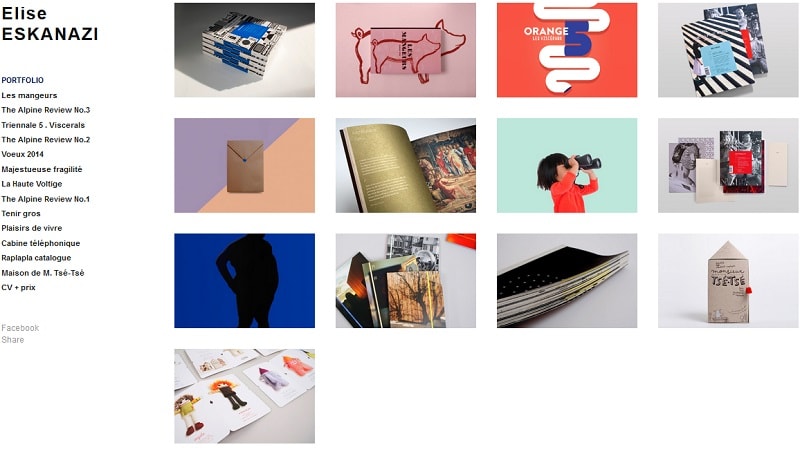 Elise
ESKANAZI
PORTFOLIO
Les mangeurs
The Alpine Review No.3
Triennale 5 . Viscerals
The Alpine Review No.2
Voeux 2014
Majestueuse fragilité
La Haute Voltige
The Alpine Review No.1
Tenir gros
Plaisirs de vivre
Cabine téléphonique
Raplapla catalogue
Maison de M. Tsé-Tsé
CV + prix
Facebook
Share
LES
MANGEURS
ORANGE
LES VISCÉRAUX
monsieur
TSÉ-TSÉ